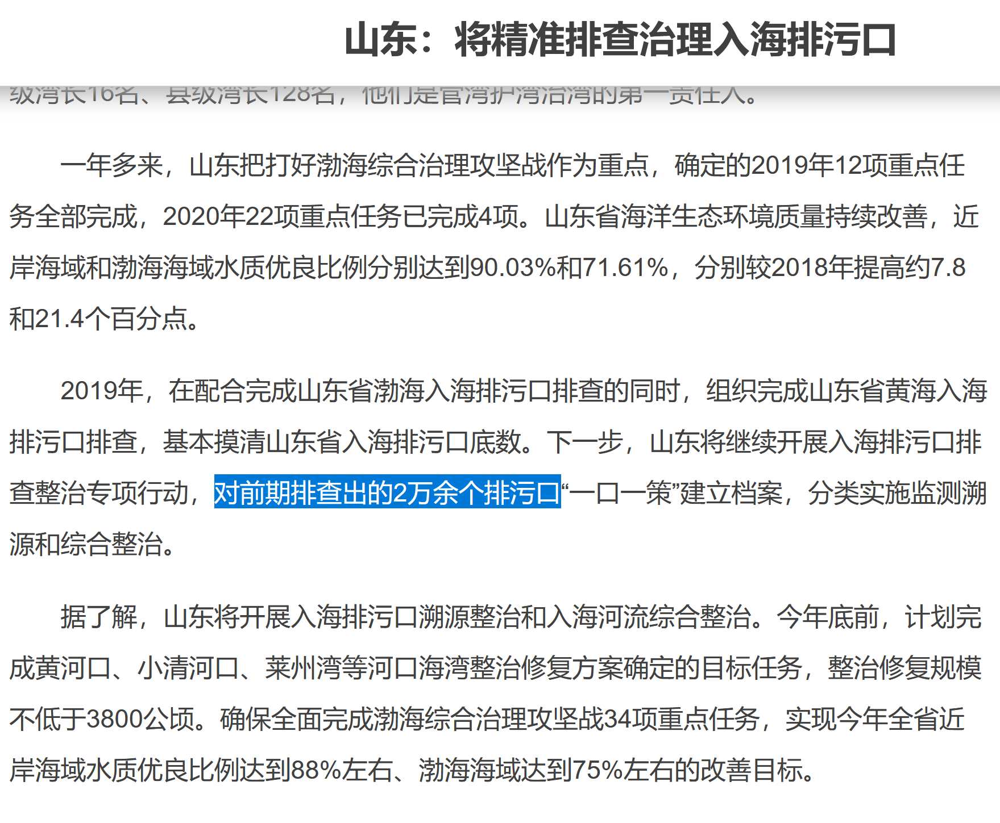 山东：将精准排查治理入海排污口
级湾长16名、县级湾长128名，他们是管湾护湾治湾的第一责任人。
一年多来，山东把打好渤海综合治理攻坚战作为重点，确定的2019年12项重点任
务全部完成，2020年22项重点任务已完成4项。山东省海洋生态环境质量持续改善，近
岸海域和渤海海域水质优良比例分别达到90.03%和71.61%，分别较2018年提高约7.8
和21.4个百分点。
2019年，在配合完成山东省渤海入海排污口排查的同时，组织完成山东省黄海入海
排污口排查，基本摸清山东省入海排污口底数。下一步，山东将继续开展入海排污口排
查整治专项行动，对前期排查出的2万余个排污口“一口一策”建立档案，分类实施监测溯
源和综合整治。
据了解，山东将开展入海排污口溯源整治和入海河流综合整治。今年底前，计划完
成黄河口、小清河口、莱州湾等河口海湾整治修复方案确定的目标任务，整治修复规模
不低于3800公顷。确保全面完成渤海综合治理攻坚战34项重点任务，实现今年全省近
岸海域水质优良比例达到88%左右、渤海海域达到75%左右的改善目标。